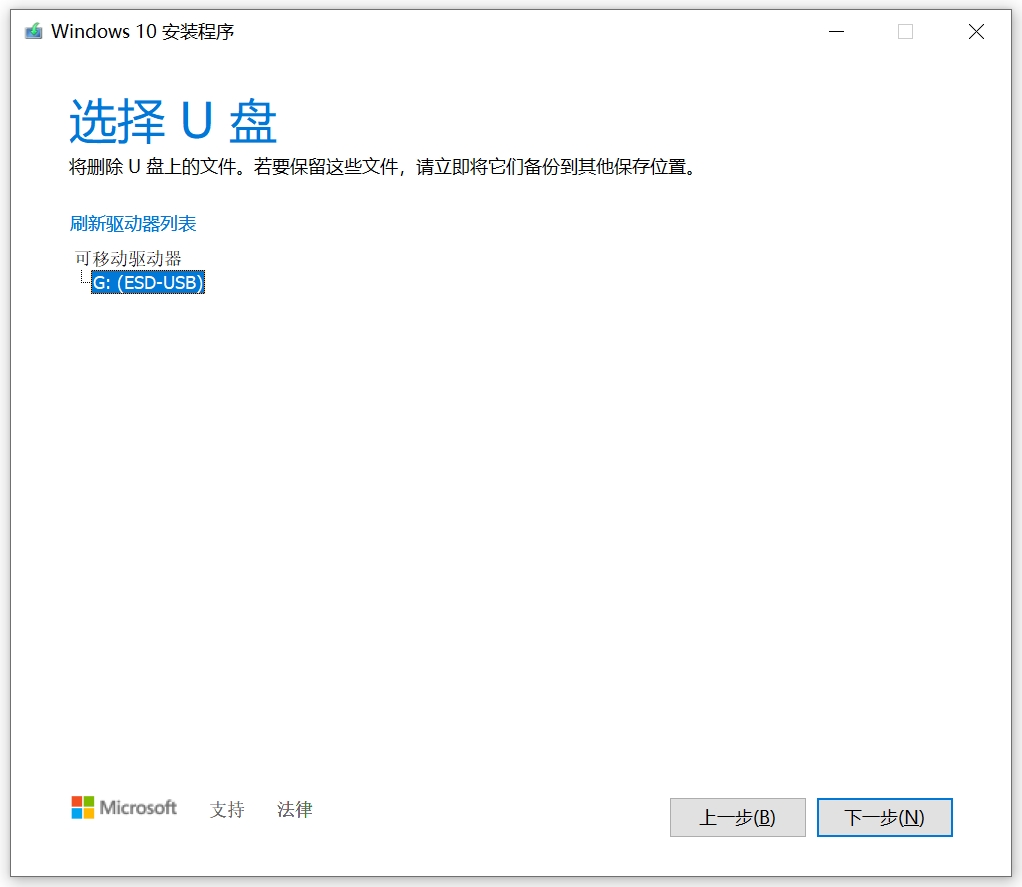 Windows 10 安装程序
选择 U 盘
将删除 U 盘上的文件。若要保留这些文件，请立即将它们备份到其他保存位置。
刷新驱动器列表
可移动驱动器
G: (ESD-USB)
Microsoft 支持 法律 上一步(B) 下一步(N)